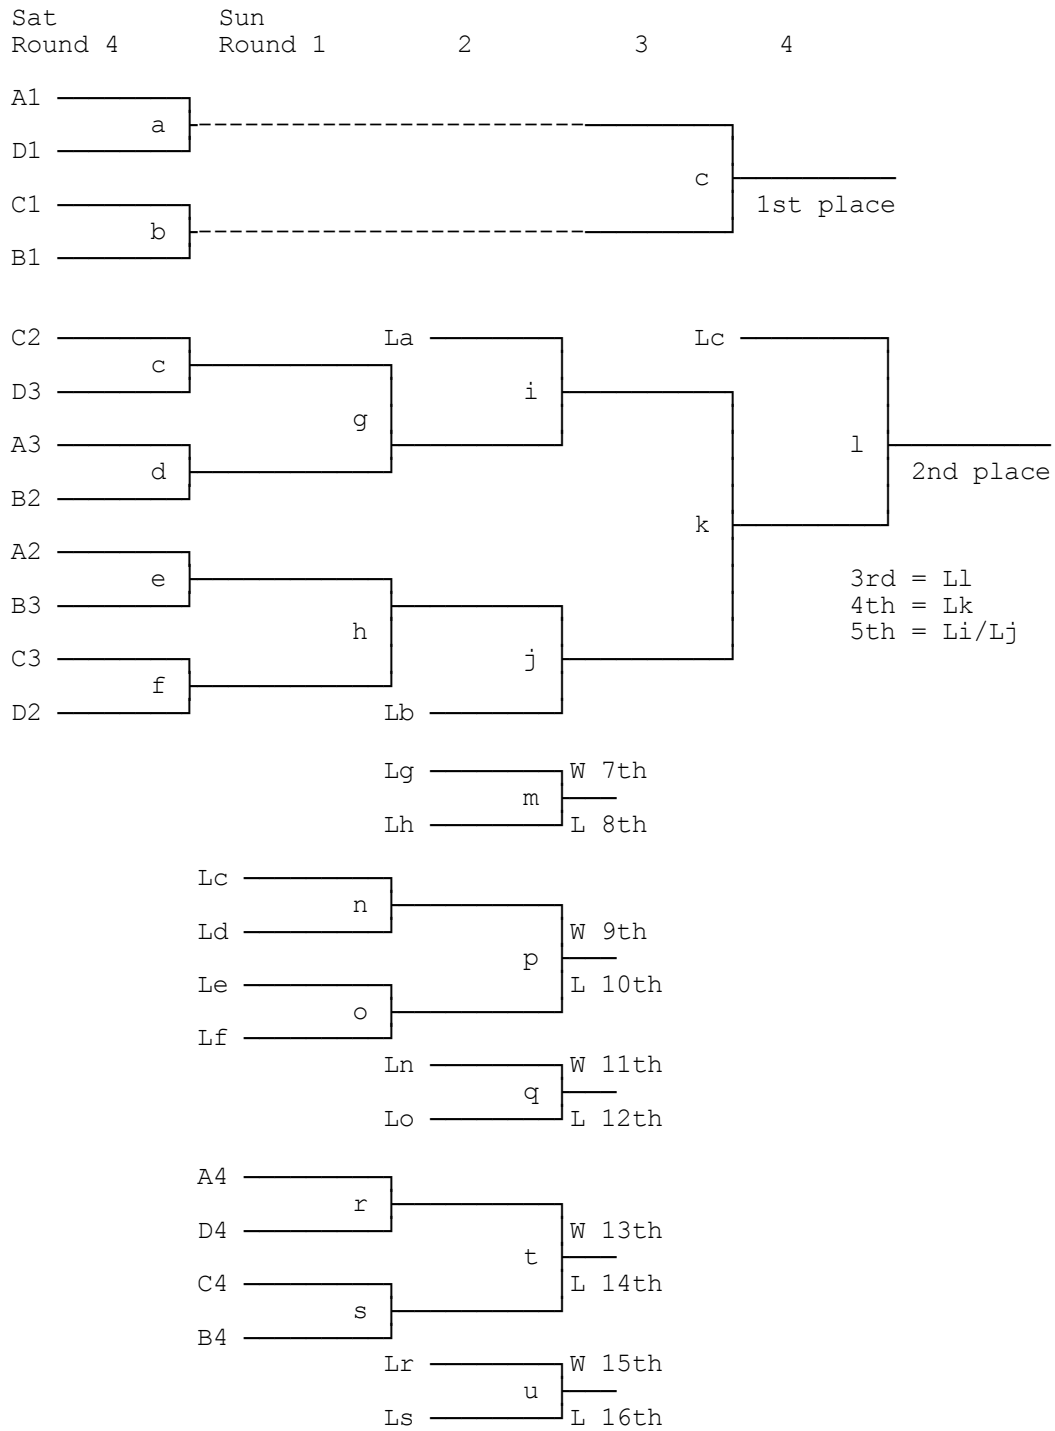 Sat Sun
Round 4 Round 1 2 3 4
A1
a
D1
c
C1 1st place
b
B1
C2 La Lc
c
D3 i
g
A3 l
d 2nd place
B2
k
A2
e 3rd = Ll
B3 4th = Lk
h 5th = Li/Lj
C3 j
f
D2 Lb
Lg W 7th
m
Lh L 8th
Lc
n
Ld W 9th
p
Le L 10th
o
Lf
Ln W 11th
q
Lo L 12th
A4
r
D4 W 13th
t
C4 L 14th
s
B4
Lr W 15th
u
Ls L 16th